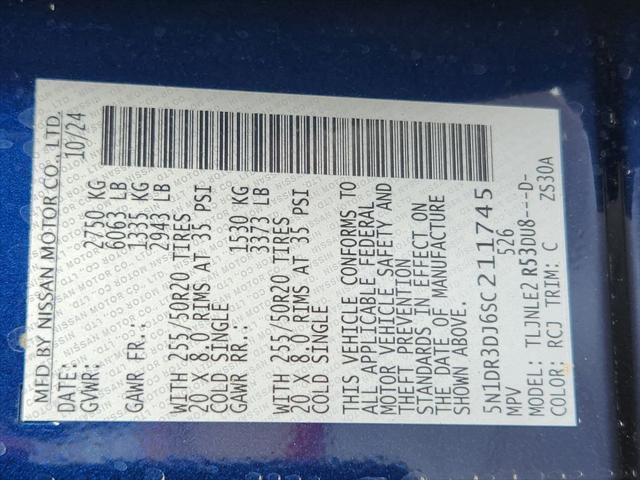 MFD BY NISSAN MOTOR CO., LTD.
DATE: 10/24
GVWR: 2750 KG
6063 LB
GAWR FR.: 1335 KG
2943 LB
WITH 255/50R20 TIRES
20 X 8.0 RIMS AT 35 PSI
COLD SINGLE
GAWR RR.: 1530 KG
3373 LB
WITH 255/50R20 TIRES
20 X 8.0 RIMS AT 35 PSI
COLD SINGLE
THIS VEHICLE CONFORMS TO
ALL APPLICABLE FEDERAL
MOTOR VEHICLE SAFETY AND
THEFT PREVENTION
STANDARDS IN EFFECT ON
THE DATE OF MANUFACTURE
SHOWN ABOVE.
5N1DR3DJ6SC211745
MPV 526
MODEL: TLJNLE2 R53DU8---D-
COLOR: RCJ TRIM: C ZS30A